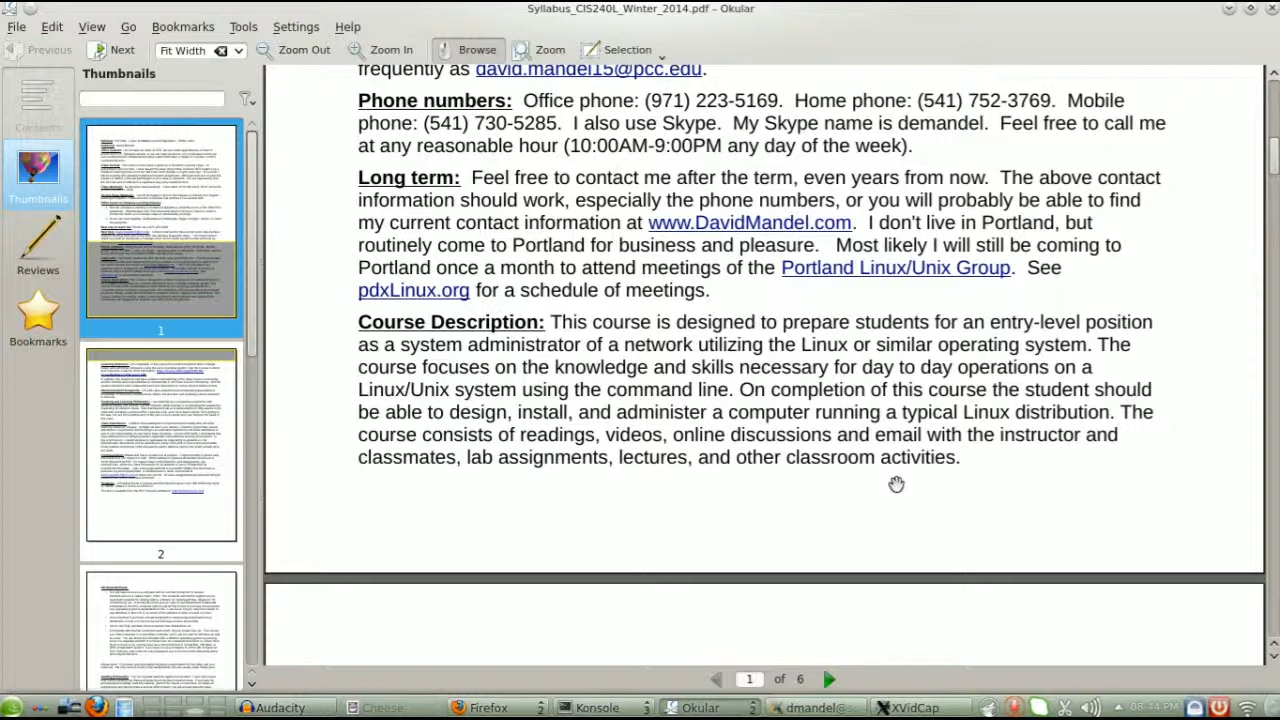 Syllabus_CIS240L_Winter_2014.pdf – Okular
File Edit View Go Bookmarks Tools Settings Help
Previous Next Fit Width Zoom Out Zoom In Browse Zoom Selection
Thumbnails
Contents
Thumbnails
Reviews
Bookmarks
1
2
frequently as david.mandel15@pcc.edu.
Phone numbers: Office phone: (971) 223-5169. Home phone: (541) 752-3769. Mobile
phone: (541) 730-5285. I also use Skype. My Skype name is demandel. Feel free to call me
at any reasonable hour (10:00AM-9:00PM any day of the week).
Long term: Feel free to contact me after the term, even years from now. The above contact
information should work, especially the phone numbers, or you will probably be able to find
my current contact information at www.DavidMandel.com. I don't live in Portland, but
routinely come to Portland for business and pleasure. Most likely I will still be coming to
Portland once a month to attend meetings of the Portland Linux/Unix Group. See
pdxLinux.org for a schedule of meetings.
Course Description: This course is designed to prepare students for an entry-level position
as a system administrator of a network utilizing the Linux or similar operating system. The
course focuses on the knowledge and skills necessary for day to day operations on a
Linux/Unix system using the command line. On completion of this course the student should
be able to design, install, and administer a computer running a typical Linux distribution. The
course consists of reading materials, online discussions and email with the instructor and
classmates, lab assignments, lectures, and other classroom activities.
1 of 6
Audacity Cheese Firefox 2 Konsole 3 Okular 2 dmandel@ XVidCap 08:44 PM